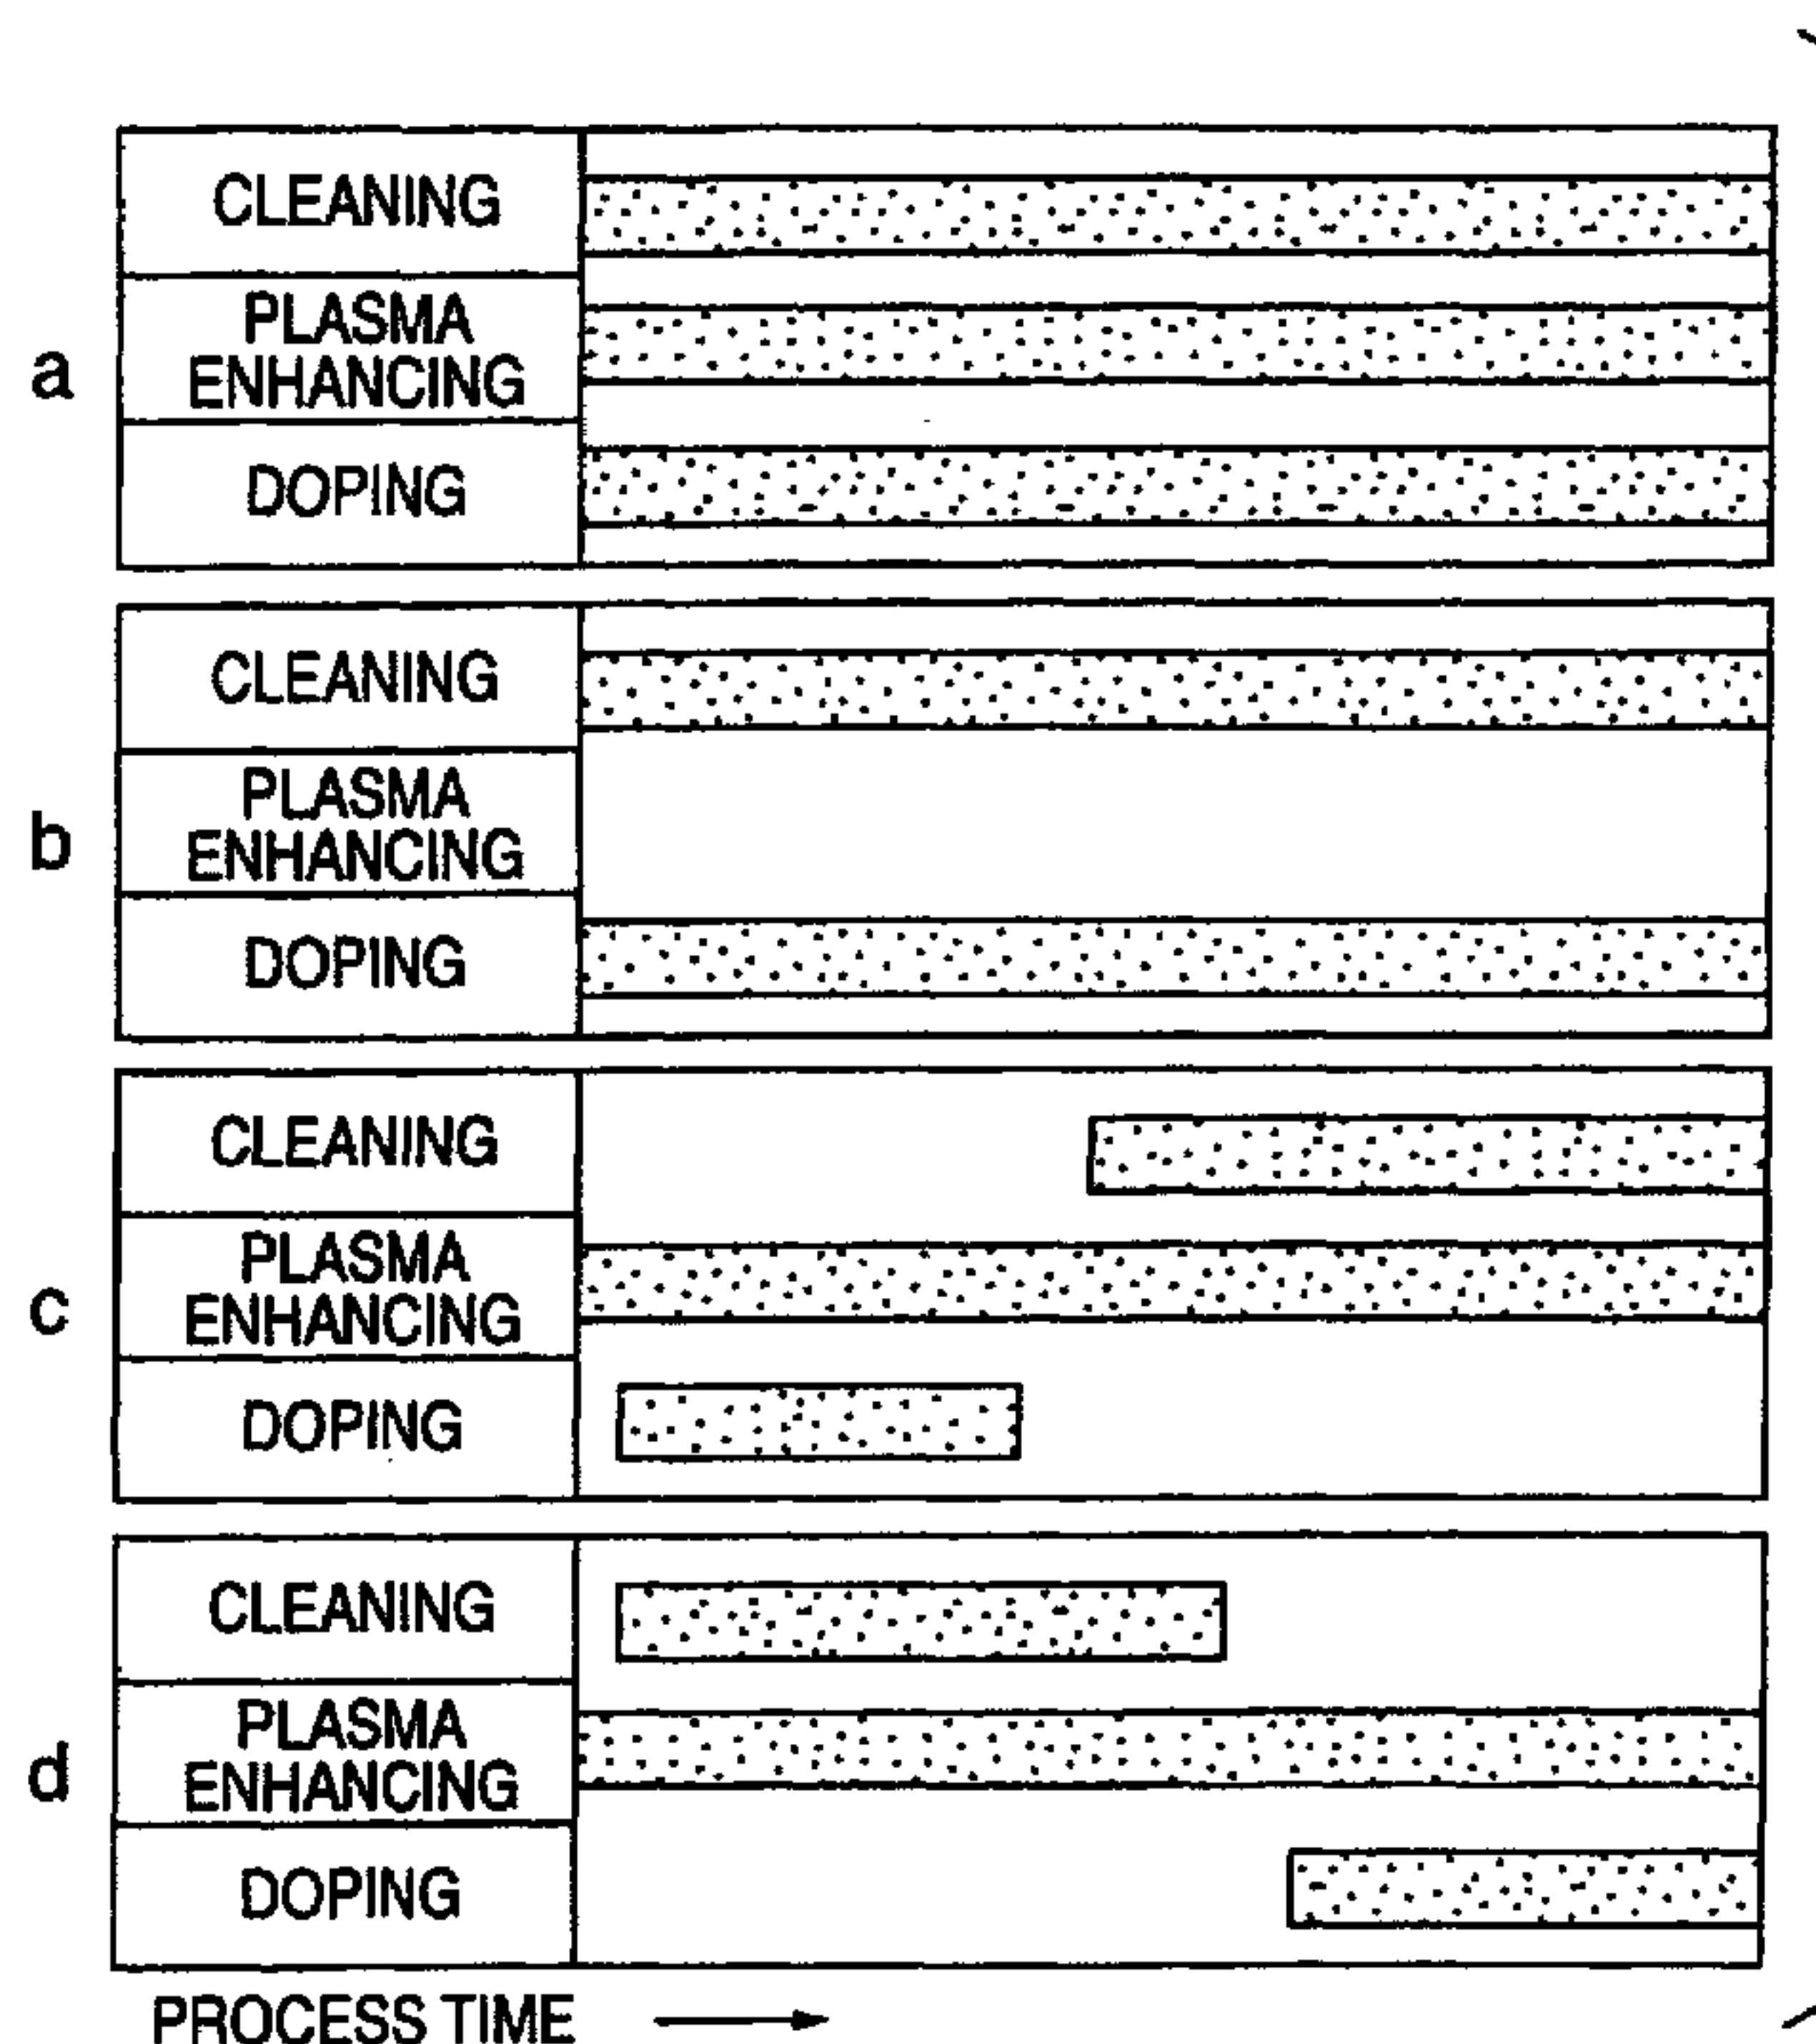 a
CLEANING
PLASMA
ENHANCING
DOPING
b
CLEANING
PLASMA
ENHANCING
DOPING
c
CLEANING
PLASMA
ENHANCING
DOPING
d
CLEANING
PLASMA
ENHANCING
DOPING
PROCESS TIME